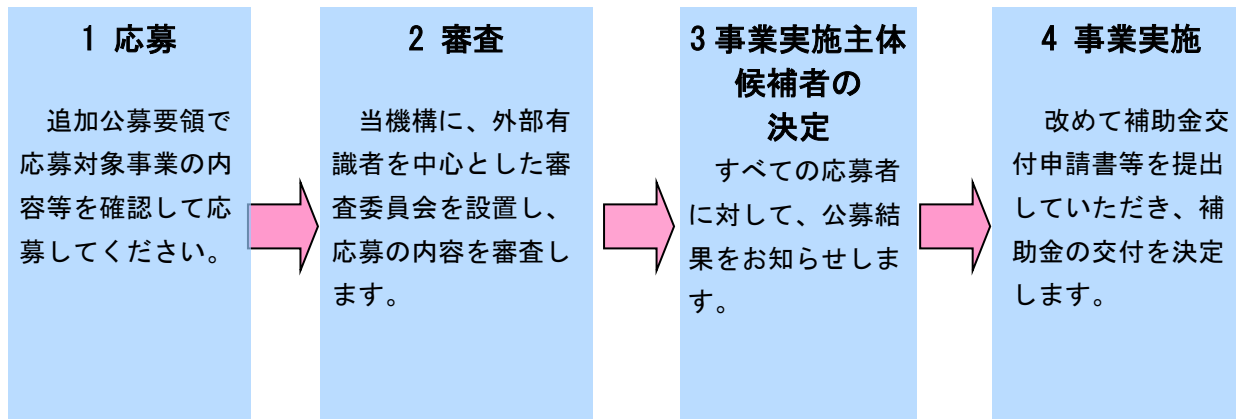 1 応募
追加公募要領で
応募対象事業の内
容等を確認して応
募してください。
2 審査
当機構に、外部有
識者を中心とした審
査委員会を設置し、
応募の内容を審査し
ます。
3 事業実施主体
候補者の
決定
すべての応募者
に対して、公募結
果をお知らせしま
す。
4 事業実施
改めて補助金交
付申請書等を提出
していただき、補
助金の交付を決定
します。